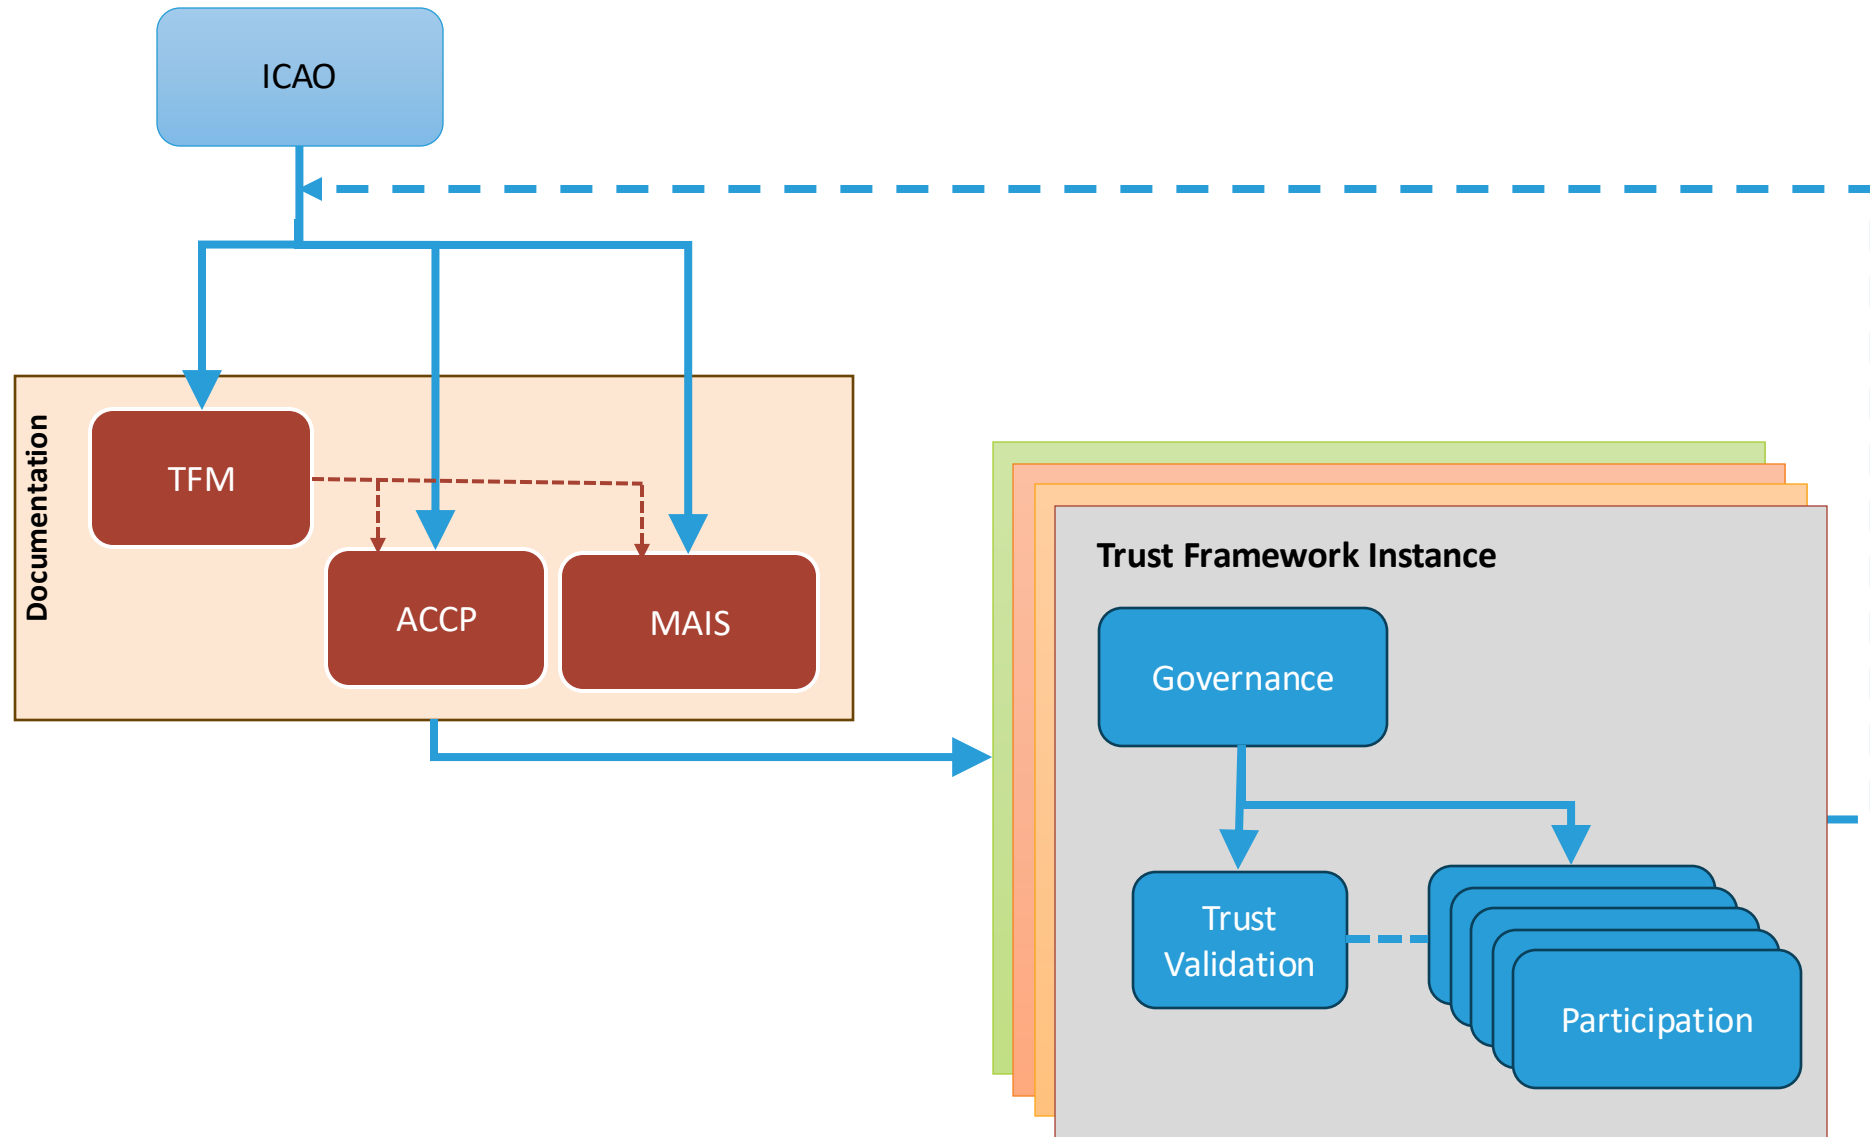 ICAO
Documentation
TFM
ACCP
MAIS
Trust Framework Instance
Governance
Trust
Validation
Participation